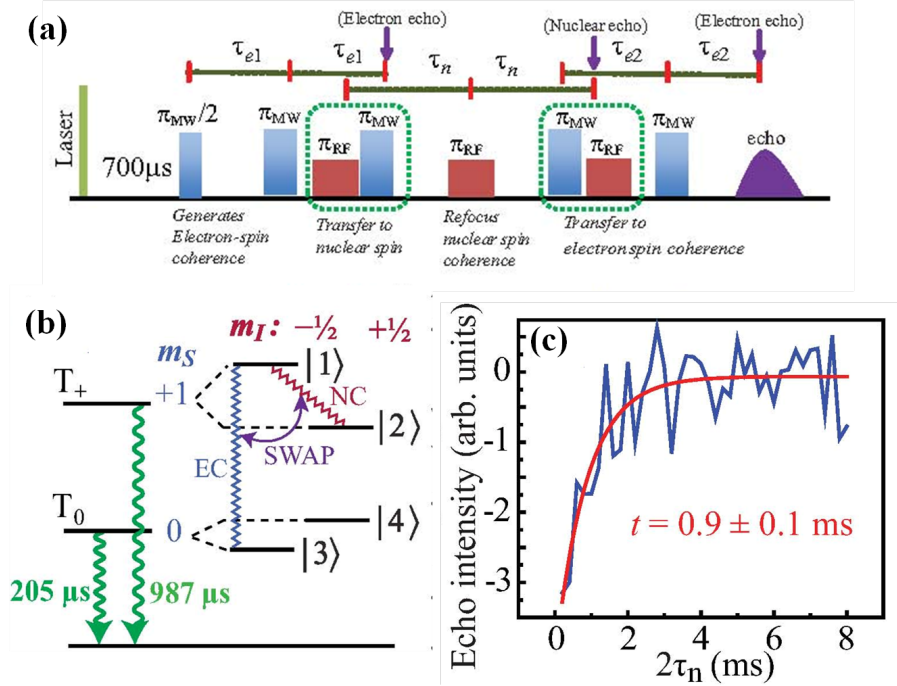 (a)
(Electron echo)
(Nuclear echo)
(Electron echo)
τe1
τe1
τn
τn
τe2
τe2
Laser
700μs
πMW/2
πMW
πRF
πMW
πRF
πMW
πRF
πMW
echo
Generates
Electron-spin
coherence
Transfer to
nuclear spin
Refocus
nuclear spin
coherence
Transfer to
electron spin coherence
(b)
mI: −½ +½
mS
T+
+1
|1⟩
NC
|2⟩
EC
SWAP
T0
0
|4⟩
|3⟩
205 μs
987 μs
(c)
Echo intensity (arb. units)
0
-1
-2
-3
t = 0.9 ± 0.1 ms
0 2 4 6 8
2τn (ms)